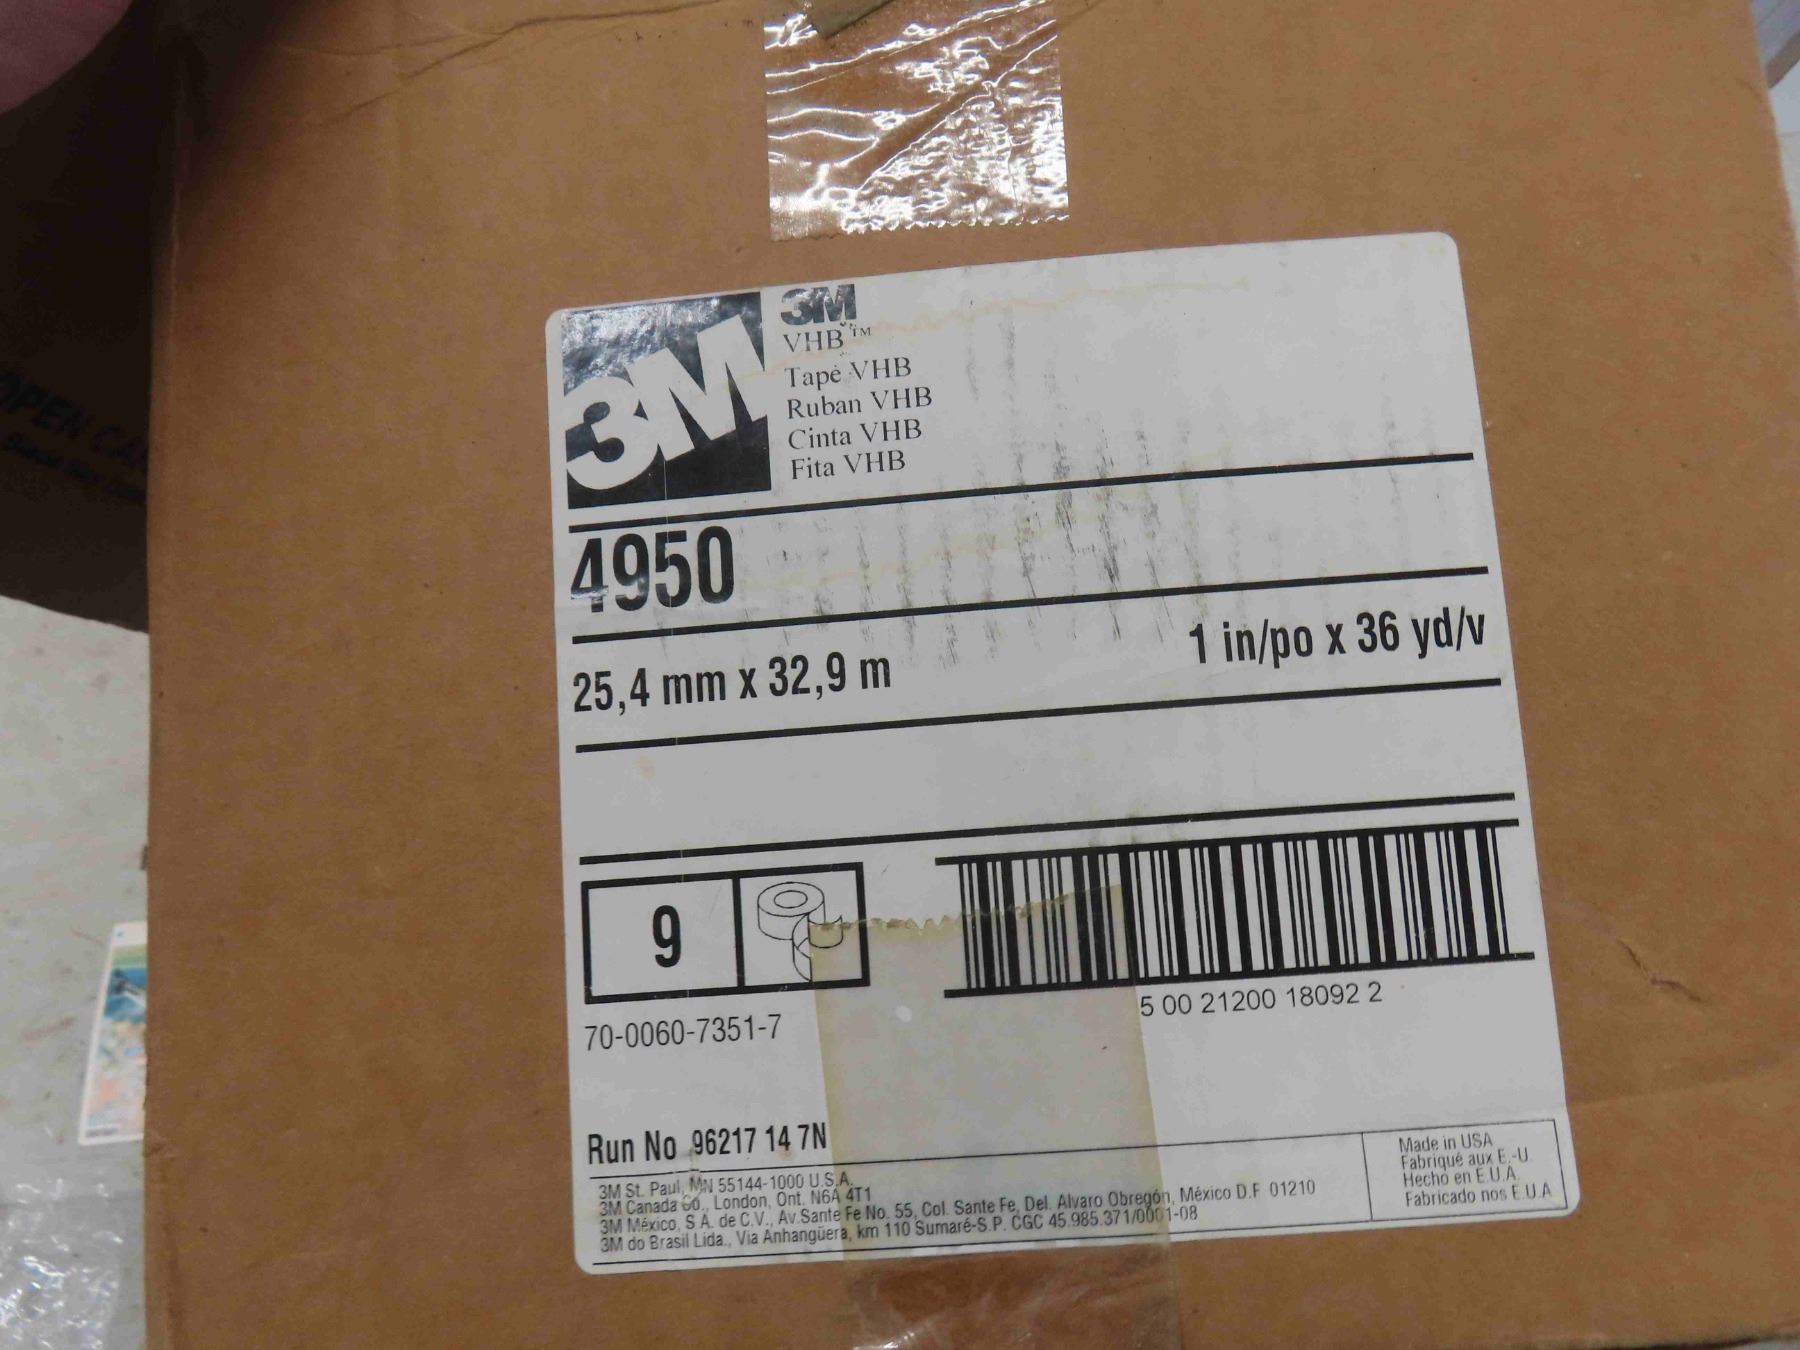 OPEN
3M
3M
VHB™
Tape VHB
Ruban VHB
Cinta VHB
Fita VHB
4950
25,4 mm x 32,9 m
1 in/po x 36 yd/v
9
70-0060-7351-7
5 00 21200 18092 2
Run No 96217 14 7N
3M St. Paul, MN 55144-1000 U.S.A.
3M Canada Co., London, Ont. N6A 4T1
3M México, S.A. de C.V., Av.Sante Fe No. 55, Col. Sante Fe, Del. Alvaro Obregón, México D.F 01210
3M do Brasil Lida., Via Anhangüera, km 110 Sumaré-S.P. CGC 45.985.371/0001-08
Made in USA
Fabriqué aux E.-U.
Hecho en E.U.A.
Fabricado nos E.U.A